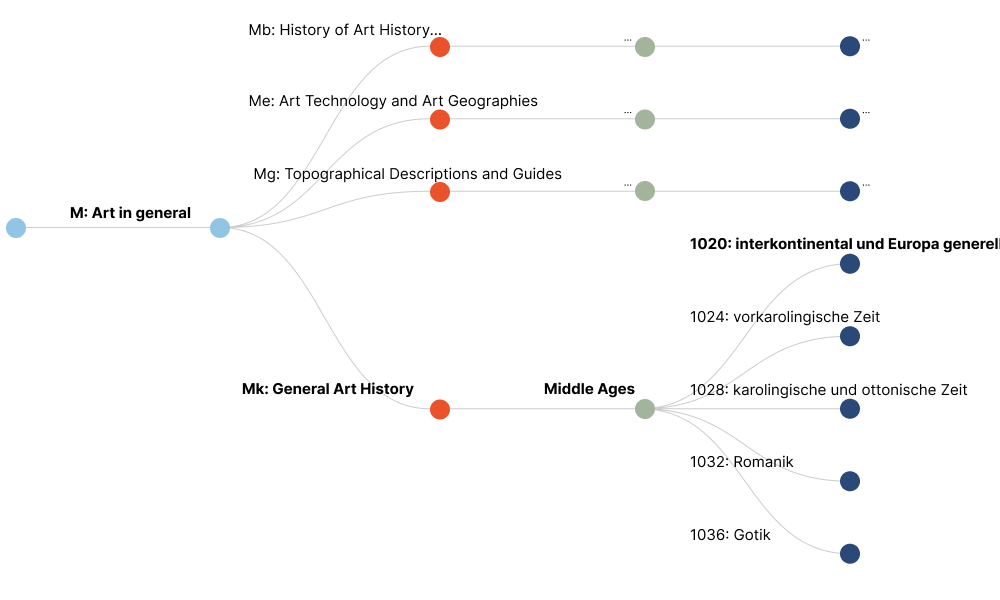 Mb: History of Art History...
... ...
Me: Art Technology and Art Geographies
... ...
Mg: Topographical Descriptions and Guides
... ...
M: Art in general
1020: interkontinental und Europa generell
1024: vorkarolingische Zeit
Mk: General Art History
Middle Ages
1028: karolingische und ottonische Zeit
1032: Romanik
1036: Gotik